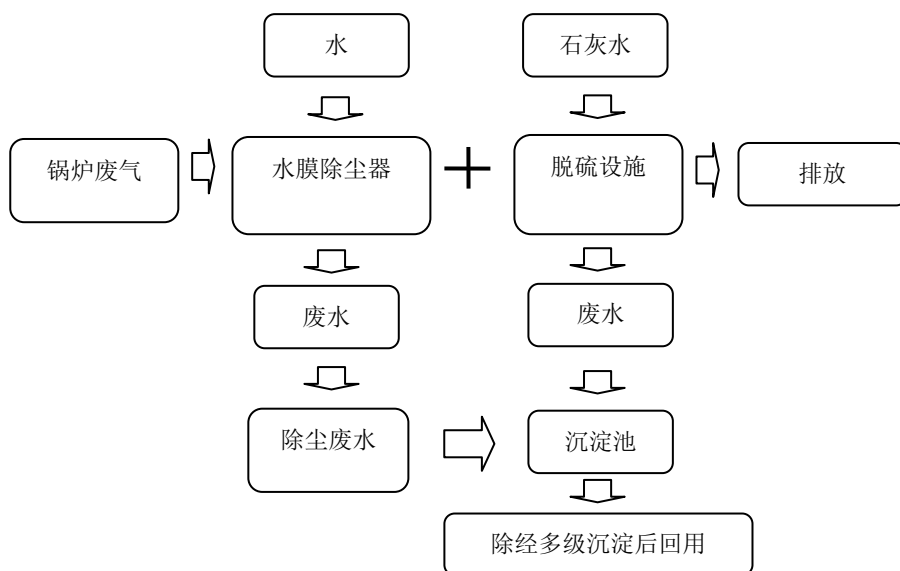 水
石灰水
锅炉废气
水膜除尘器
脱硫设施
排放
废水
废水
除尘废水
沉淀池
除经多级沉淀后回用